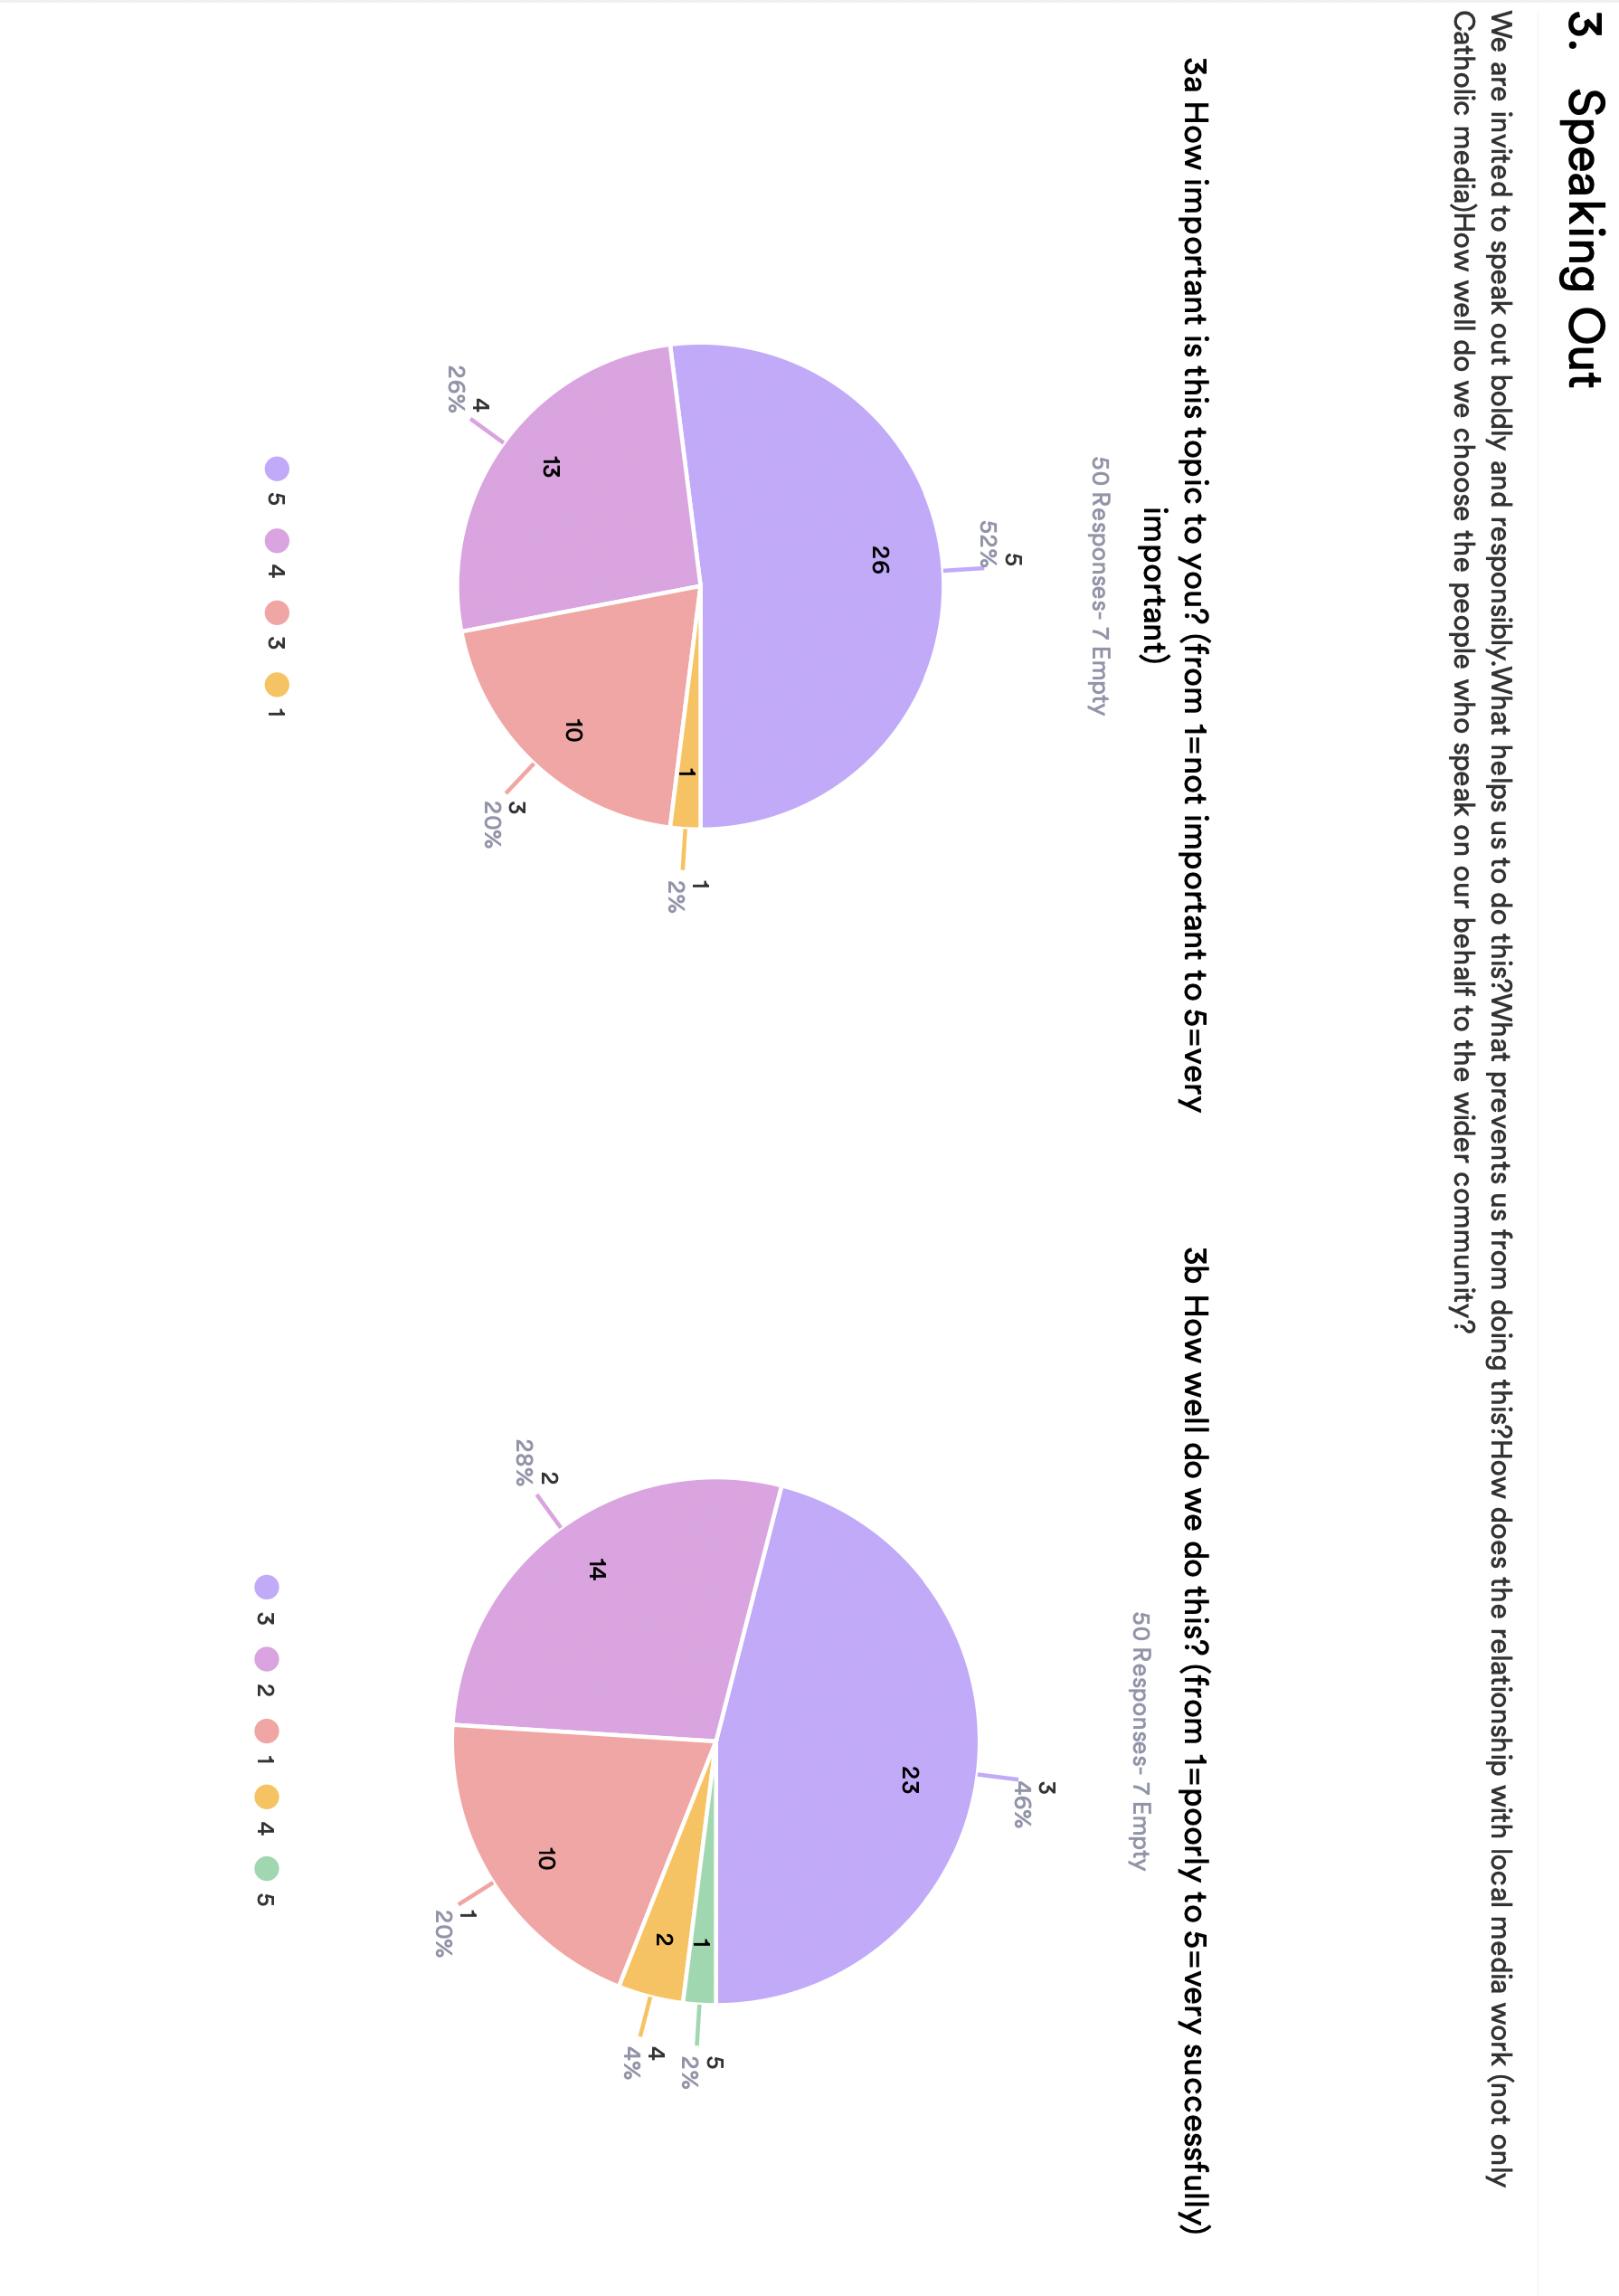 3. Speaking Out
We are invited to speak out boldly and responsibly.What helps us to do this?What prevents us from doing this?How does the relationship with local media work (not only
Catholic media)How well do we choose the people who speak on our behalf to the wider community?
3a How important is this topic to you? (from 1=not important to 5=very
important)
50 Responses- 7 Empty
5
52%
26
4
26%
13
10
3
20%
1
1
2%
5 4 3 1
3b How well do we do this? (from 1=poorly to 5=very successfully)
50 Responses- 7 Empty
3
46%
23
2
28%
14
10
1
20%
2
4
4%
1
5
2%
3 2 1 4 5